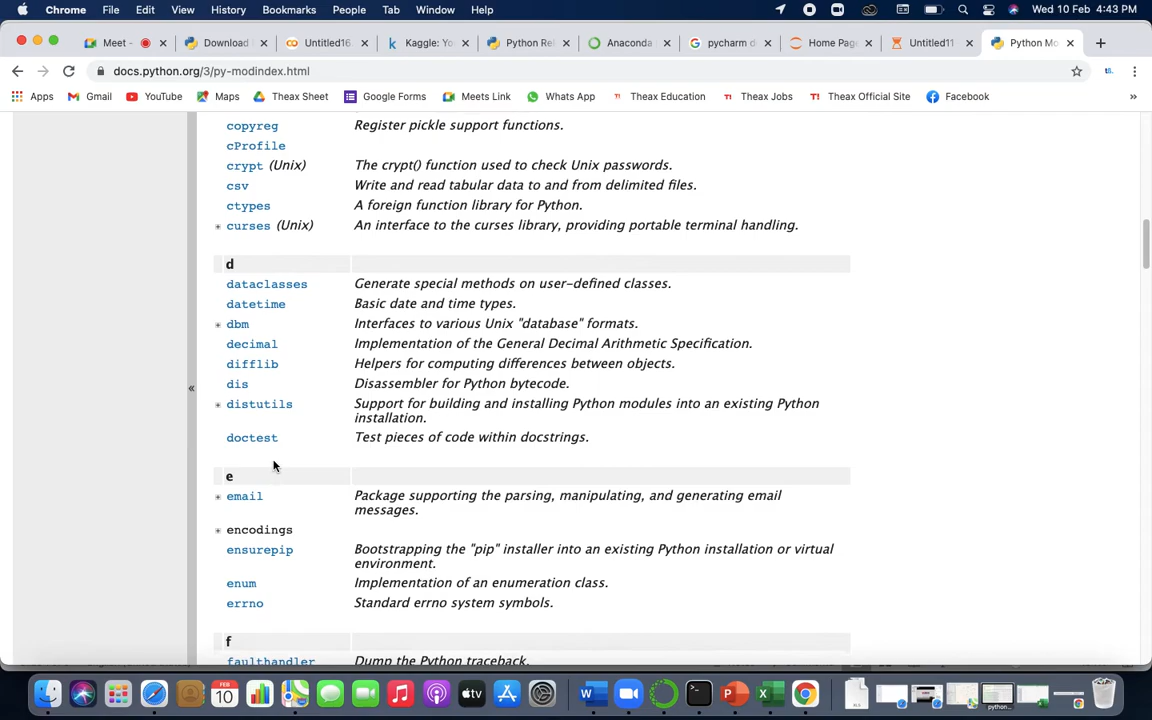 Chrome File Edit View History Bookmarks People Tab Window Help Wed 10 Feb 4:43 PM
Meet - Download Untitled16. Kaggle: Yo Python Re Anaconda pycharm d Home Page Untitled11 Python Mo
docs.python.org/3/py-modindex.html
Apps Gmail YouTube Maps Theax Sheet Google Forms Meets Link Whats App Theax Education Theax Jobs Theax Official Site Facebook »
copyreg Register pickle support functions.
cProfile
crypt (Unix) The crypt() function used to check Unix passwords.
csv Write and read tabular data to and from delimited files.
ctypes A foreign function library for Python.
curses (Unix) An interface to the curses library, providing portable terminal handling.
d
dataclasses Generate special methods on user-defined classes.
datetime Basic date and time types.
dbm Interfaces to various Unix "database" formats.
decimal Implementation of the General Decimal Arithmetic Specification.
difflib Helpers for computing differences between objects.
dis Disassembler for Python bytecode.
«
distutils Support for building and installing Python modules into an existing Python
installation.
doctest Test pieces of code within docstrings.
e
email Package supporting the parsing, manipulating, and generating email
messages.
encodings
ensurepip Bootstrapping the "pip" installer into an existing Python installation or virtual
environment.
enum Implementation of an enumeration class.
errno Standard errno system symbols.
f
faulthandler Dump the Python traceback.
FEB
10
tv
python...